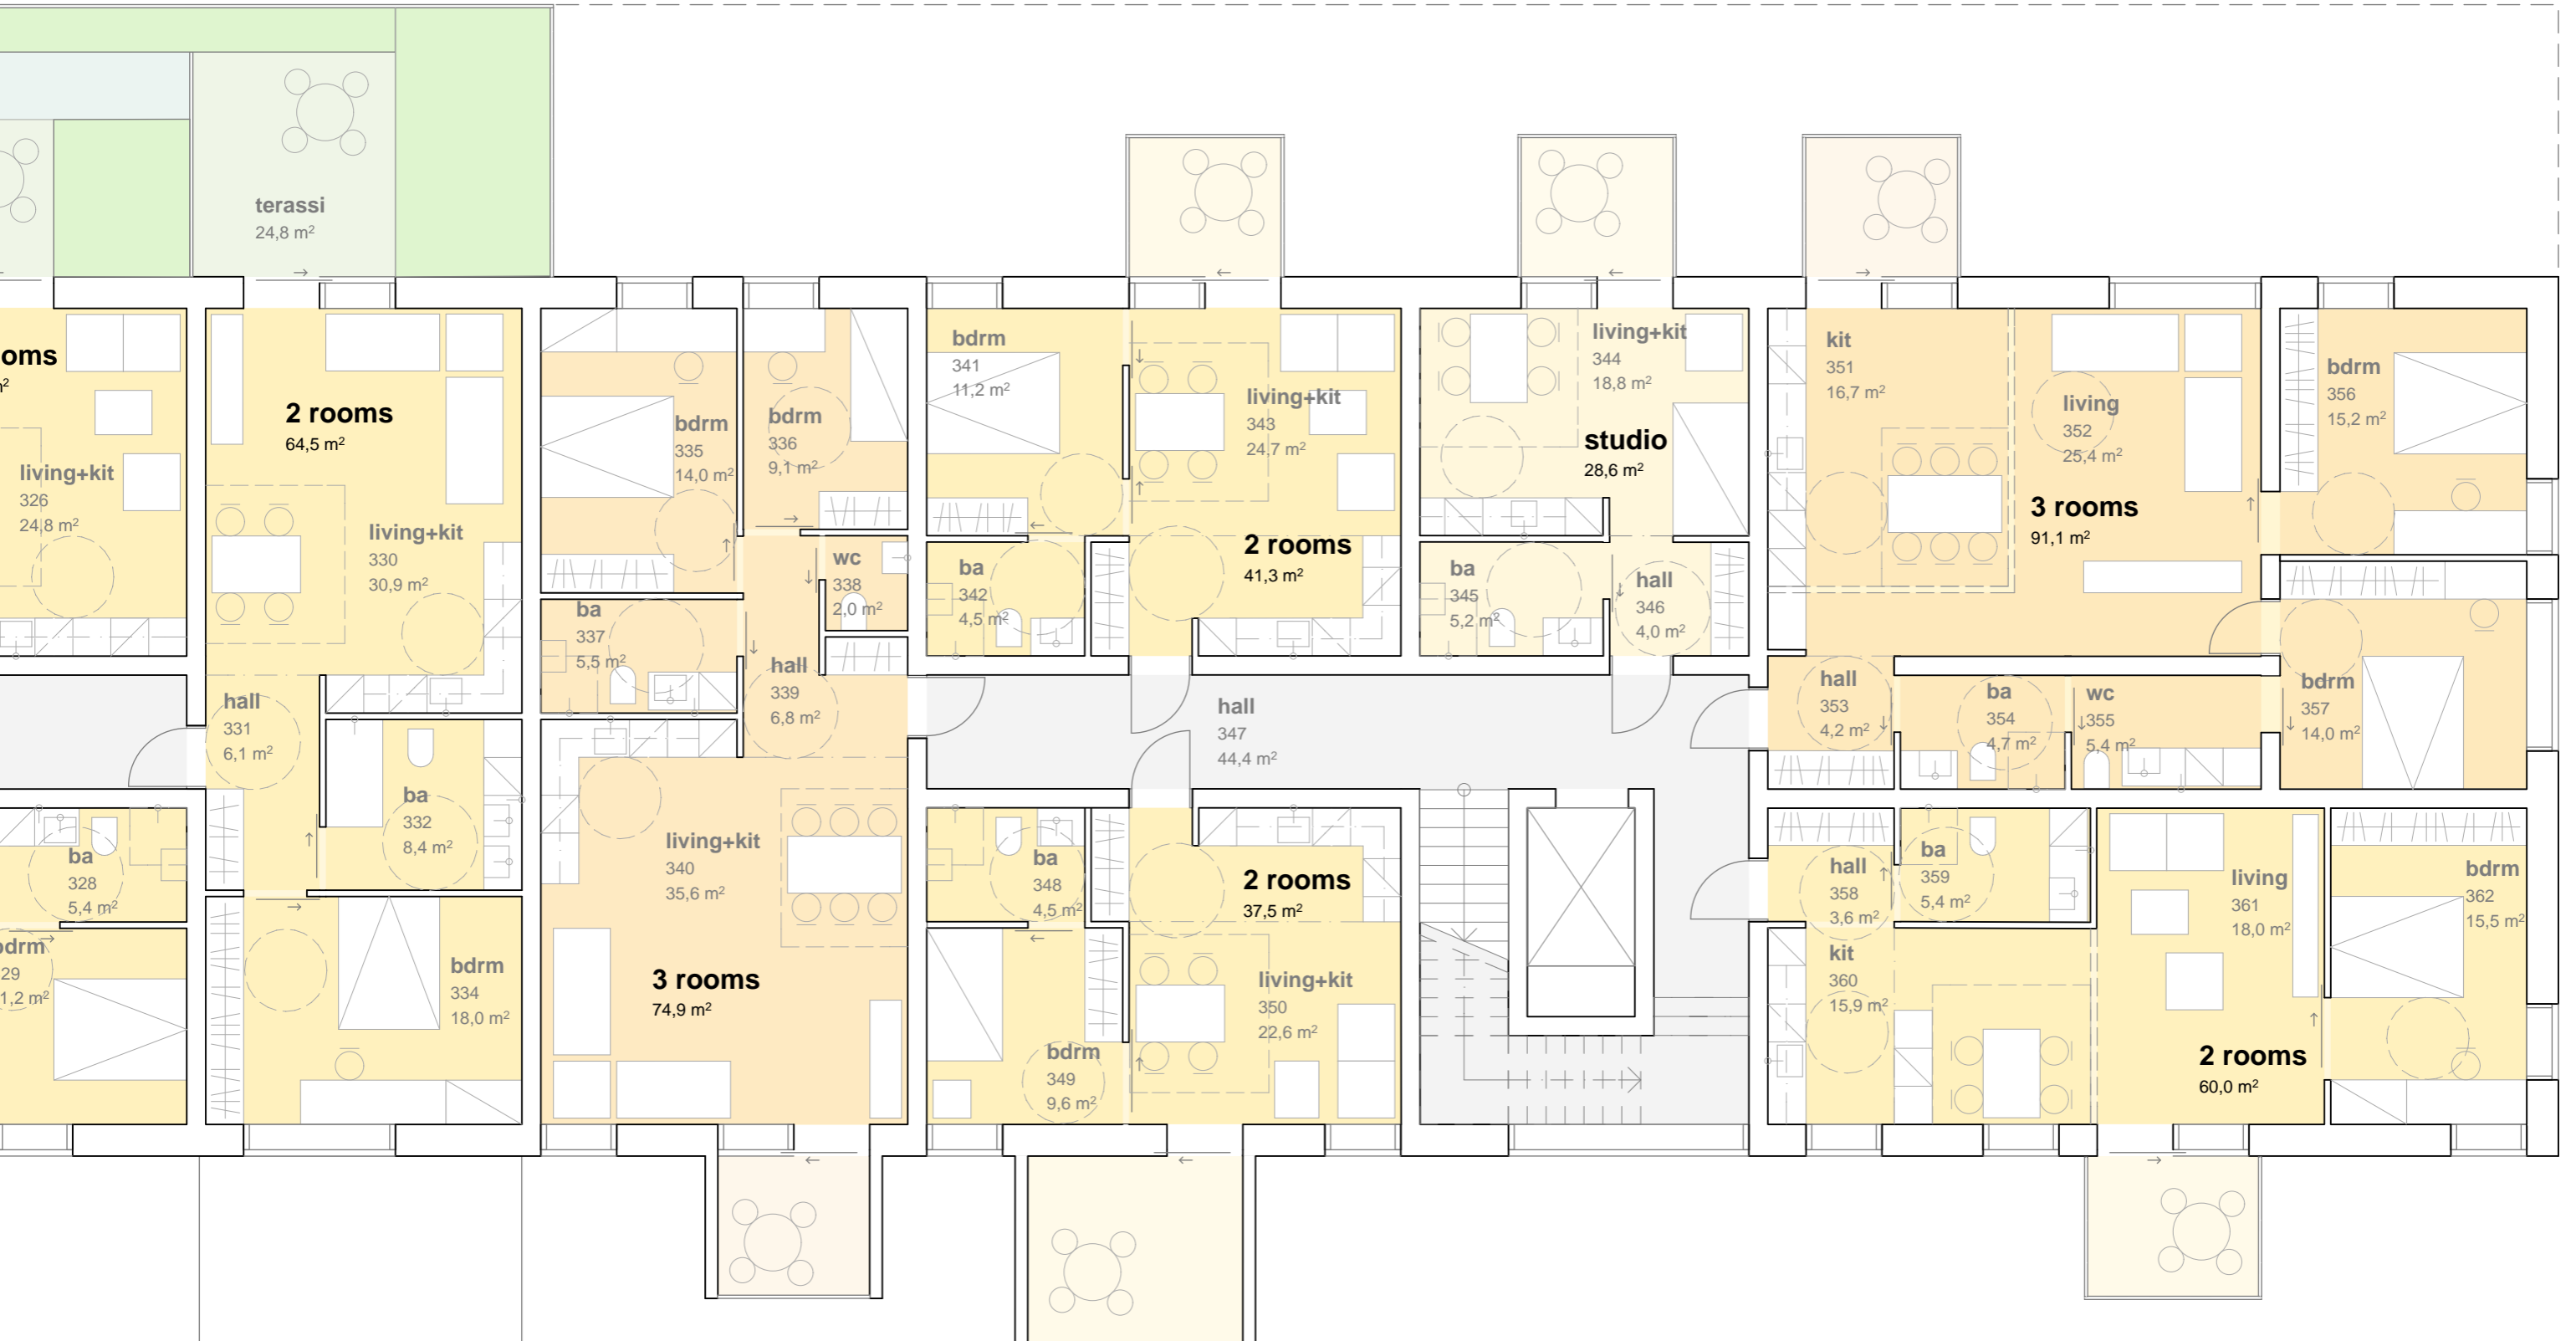 terassi
24,8 m²
oms
m²
living+kit
326
24,8 m²
ba
328
5,4 m²
bdrm
29
1,2 m²
2 rooms
64,5 m²
living+kit
330
30,9 m²
hall
331
6,1 m²
ba
332
8,4 m²
bdrm
334
18,0 m²
bdrm
335
14,0 m²
bdrm
336
9,1 m²
ba
337
5,5 m²
wc
338
2,0 m²
hall
339
6,8 m²
living+kit
340
35,6 m²
3 rooms
74,9 m²
bdrm
341
11,2 m²
ba
342
4,5 m²
living+kit
343
24,7 m²
2 rooms
41,3 m²
living+kit
344
18,8 m²
studio
28,6 m²
ba
345
5,2 m²
hall
346
4,0 m²
hall
347
44,4 m²
ba
348
4,5 m²
bdrm
349
9,6 m²
2 rooms
37,5 m²
living+kit
350
22,6 m²
kit
351
16,7 m²
living
352
25,4 m²
3 rooms
91,1 m²
hall
353
4,2 m²
ba
354
4,7 m²
wc
355
5,4 m²
bdrm
356
15,2 m²
bdrm
357
14,0 m²
hall
358
3,6 m²
ba
359
5,4 m²
kit
360
15,9 m²
living
361
18,0 m²
2 rooms
60,0 m²
bdrm
362
15,5 m²